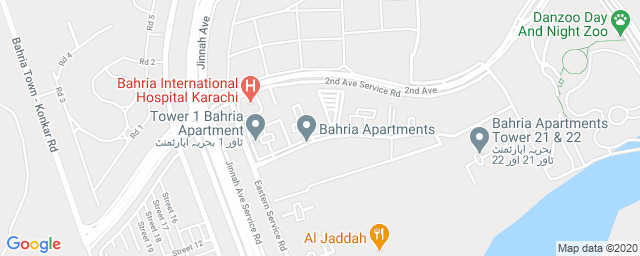 Danzoo Day
And Night Zoo
Rd 5
Jinnah Ave
Rd 4
Rd 3
Bahria Town - Konkar Rd
Rd 1
Bahria International
Hospital Karachi
H
2nd Ave Service Rd
2nd Ave
Tower 1 Bahria
Apartment
ٹاور 1 بحریہ اپارٹمنٹ
Bahria Apartments
Bahria Apartments
Tower 21 & 22
بحریہ اپارٹمنٹ
ٹاور 21 اور 22
Jinnah Ave Service Rd
Eastern Service Rd
Street 16
Street 17
Street 18
Street 19
Street 12
Al Jaddah
Google
Map data ©2020